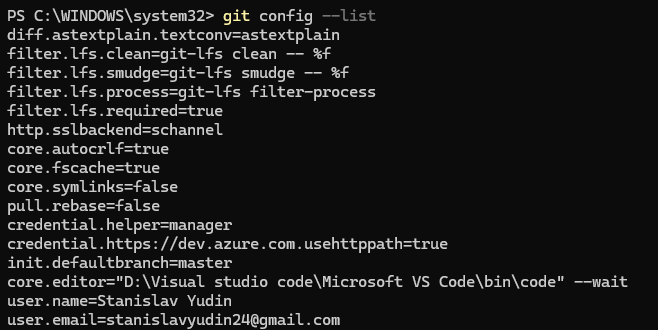 PS C:\WINDOWS\system32> git config --list
diff.astextplain.textconv=astextplain
filter.lfs.clean=git-lfs clean -- %f
filter.lfs.smudge=git-lfs smudge -- %f
filter.lfs.process=git-lfs filter-process
filter.lfs.required=true
http.sslbackend=schannel
core.autocrlf=true
core.fscache=true
core.symlinks=false
pull.rebase=false
credential.helper=manager
credential.https://dev.azure.com.usehttppath=true
init.defaultbranch=master
core.editor="D:\Visual studio code\Microsoft VS Code\bin\code" --wait
user.name=Stanislav Yudin
user.email=stanislavyudin24@gmail.com